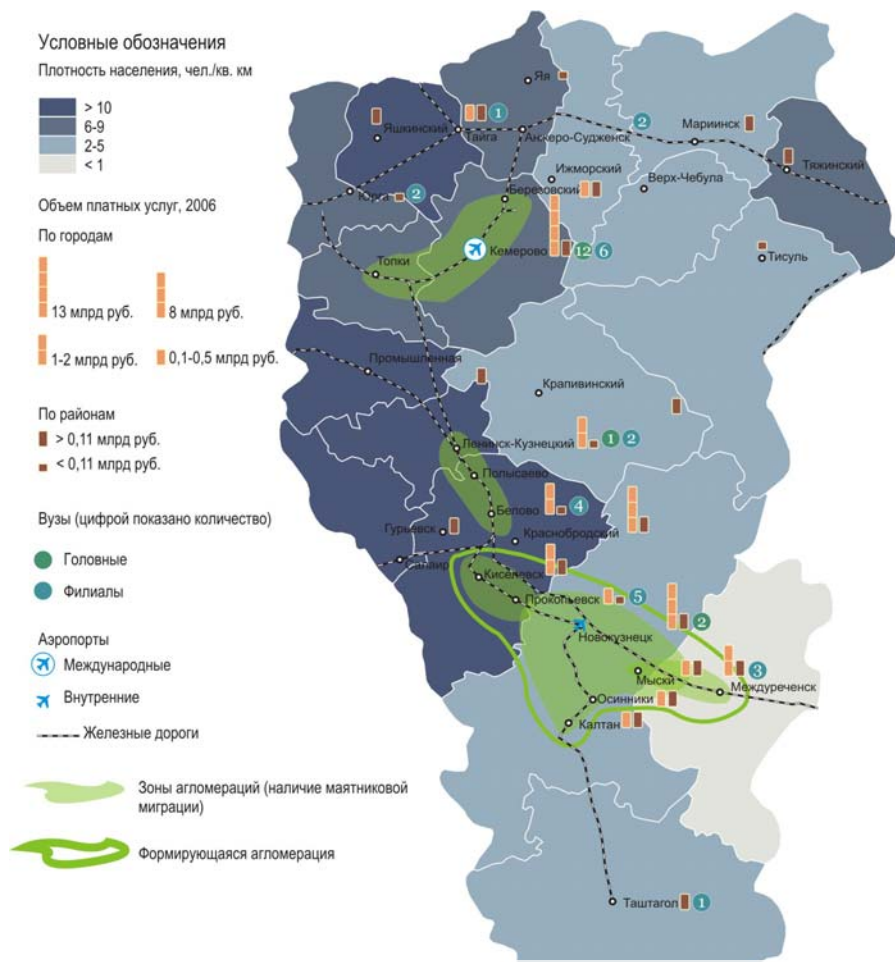 Условные обозначения
Плотность населения, чел./кв. км
> 10
6-9
2-5
< 1
Объем платных услуг, 2006
По городам
13 млрд руб.
8 млрд руб.
1-2 млрд руб.
0,1-0,5 млрд руб.
По районам
> 0,11 млрд руб.
< 0,11 млрд руб.
Вузы (цифрой показано количество)
Головные
Филиалы
Аэропорты
Международные
Внутренние
Железные дороги
Зоны агломераций (наличие маятниковой
миграции)
Формирующаяся агломерация
Яя
Яшкинский
Тайга
1
Анжеро-Судженск
2
Мариинск
Тяжинский
Ижморский
Верх-Чебула
Юрга
2
Березовский
Кемерово
12
6
Топки
Тисуль
Промышленная
Крапивинский
Ленинск-Кузнецкий
1
2
Полысаево
Белово
4
Гурьевск
Краснобродский
Салаир
Киселевск
Прокопьевск
5
Новокузнецк
2
Мыски
3
Междуреченск
Осинники
Калтан
Таштагол
1